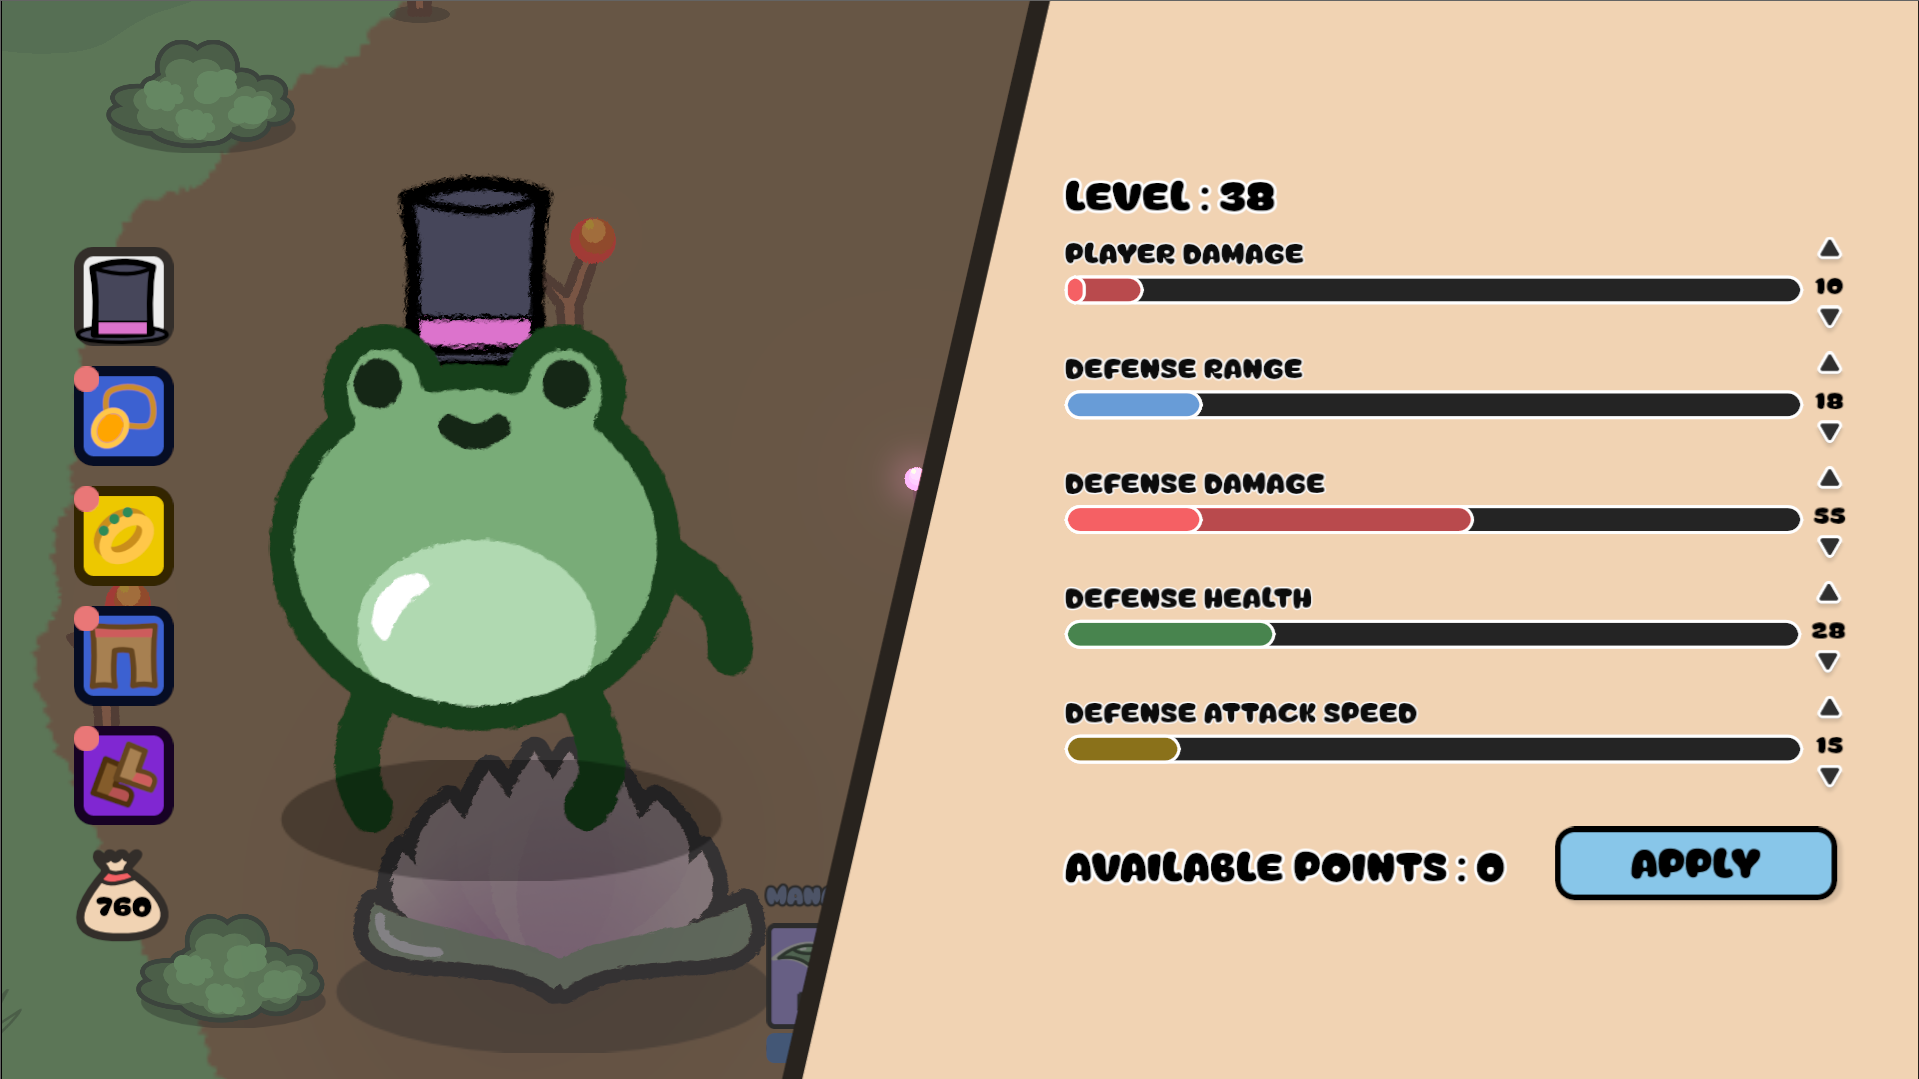 LEVEL : 38
PLAYER DAMAGE
10
DEFENSE RANGE
18
DEFENSE DAMAGE
55
DEFENSE HEALTH
28
DEFENSE ATTACK SPEED
15
AVAILABLE POINTS : 0
APPLY
760